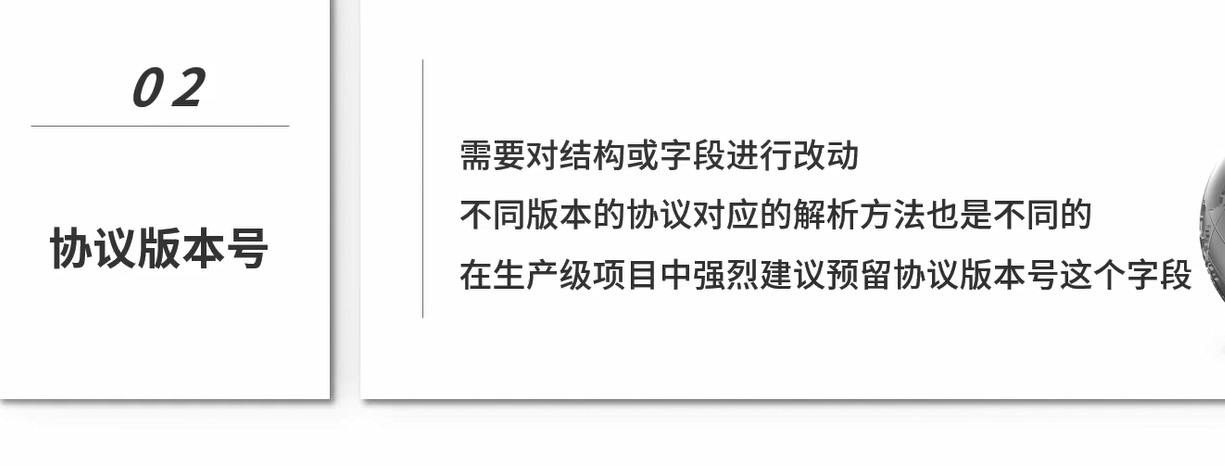 02
协议版本号
需要对结构或字段进行改动
不同版本的协议对应的解析方法也是不同的
在生产级项目中强烈建议预留协议版本号这个字段